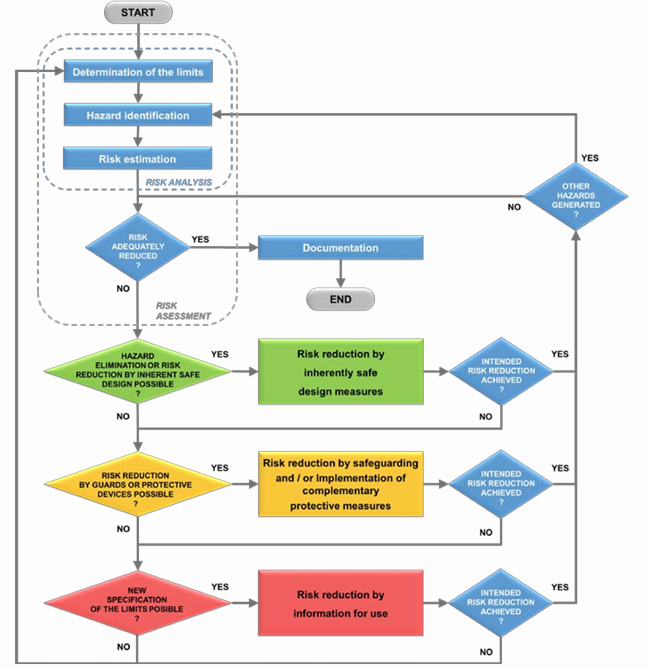 START
Determination of the limits
Hazard identification
Risk estimation
RISK ANALYSIS
YES
OTHER
HAZARDS
GENERATED
?
NO
RISK
ADEQUATELY
REDUCED
?
YES
Documentation
NO
END
RISK
ASESSMENT
HAZARD
ELIMINATION OR RISK
REDUCTION BY INHERENT SAFE
DESIGN POSSIBLE
?
YES
Risk reduction by
inherently safe
design measures
INTENDED
RISK REDUCTION
ACHIEVED ?
YES
NO
NO
RISK REDUCTION
BY GUARDS OR PROTECTIVE
DEVICES POSSIBLE
?
YES
Risk reduction by safeguarding
and / or Implementation of
complementary
protective measures
INTENDED
RISK REDUCTION
ACHIEVED
?
YES
NO
NO
NEW
SPECIFICATION
OF THE LIMITS POSIBLE
?
YES
Risk reduction by
information for use
INTENDED
RISK REDUCTION
ACHIEVED
?
YES
NO
NO